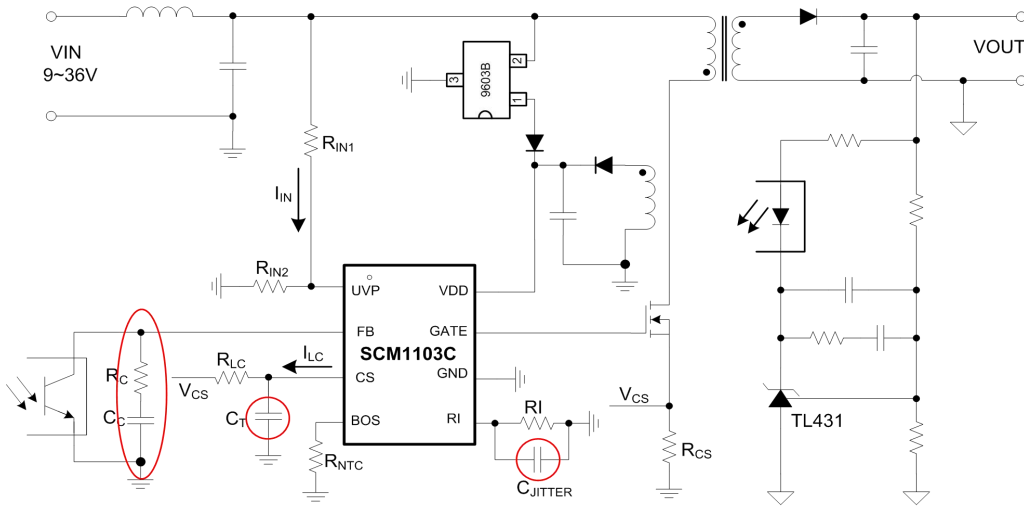 VIN
9~36V
VOUT
2
3
9603B
1
RIN1
IIN
RIN2
UVP
VDD
FB
GATE
SCM1103C
RC
RLC
ILC
VCS
CS
GND
VCS
CC
CT
BOS
RI
RI
TL431
RNTC
RCS
CJITTER